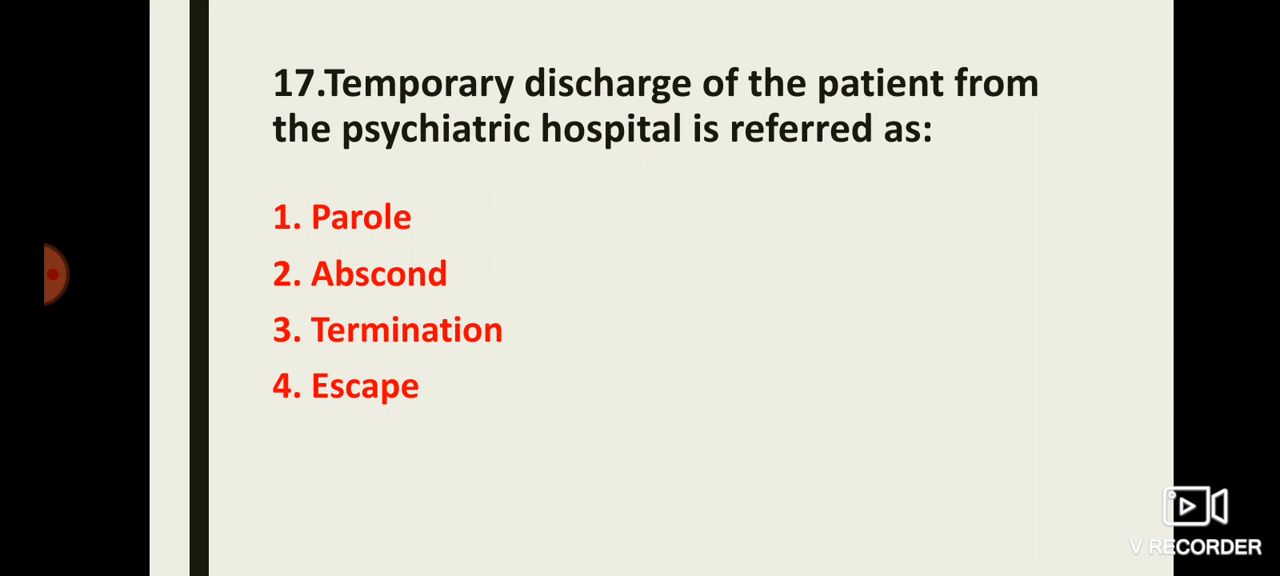 17.Temporary discharge of the patient from
the psychiatric hospital is referred as:
1. Parole
2. Abscond
3. Termination
4. Escape
V RECORDER